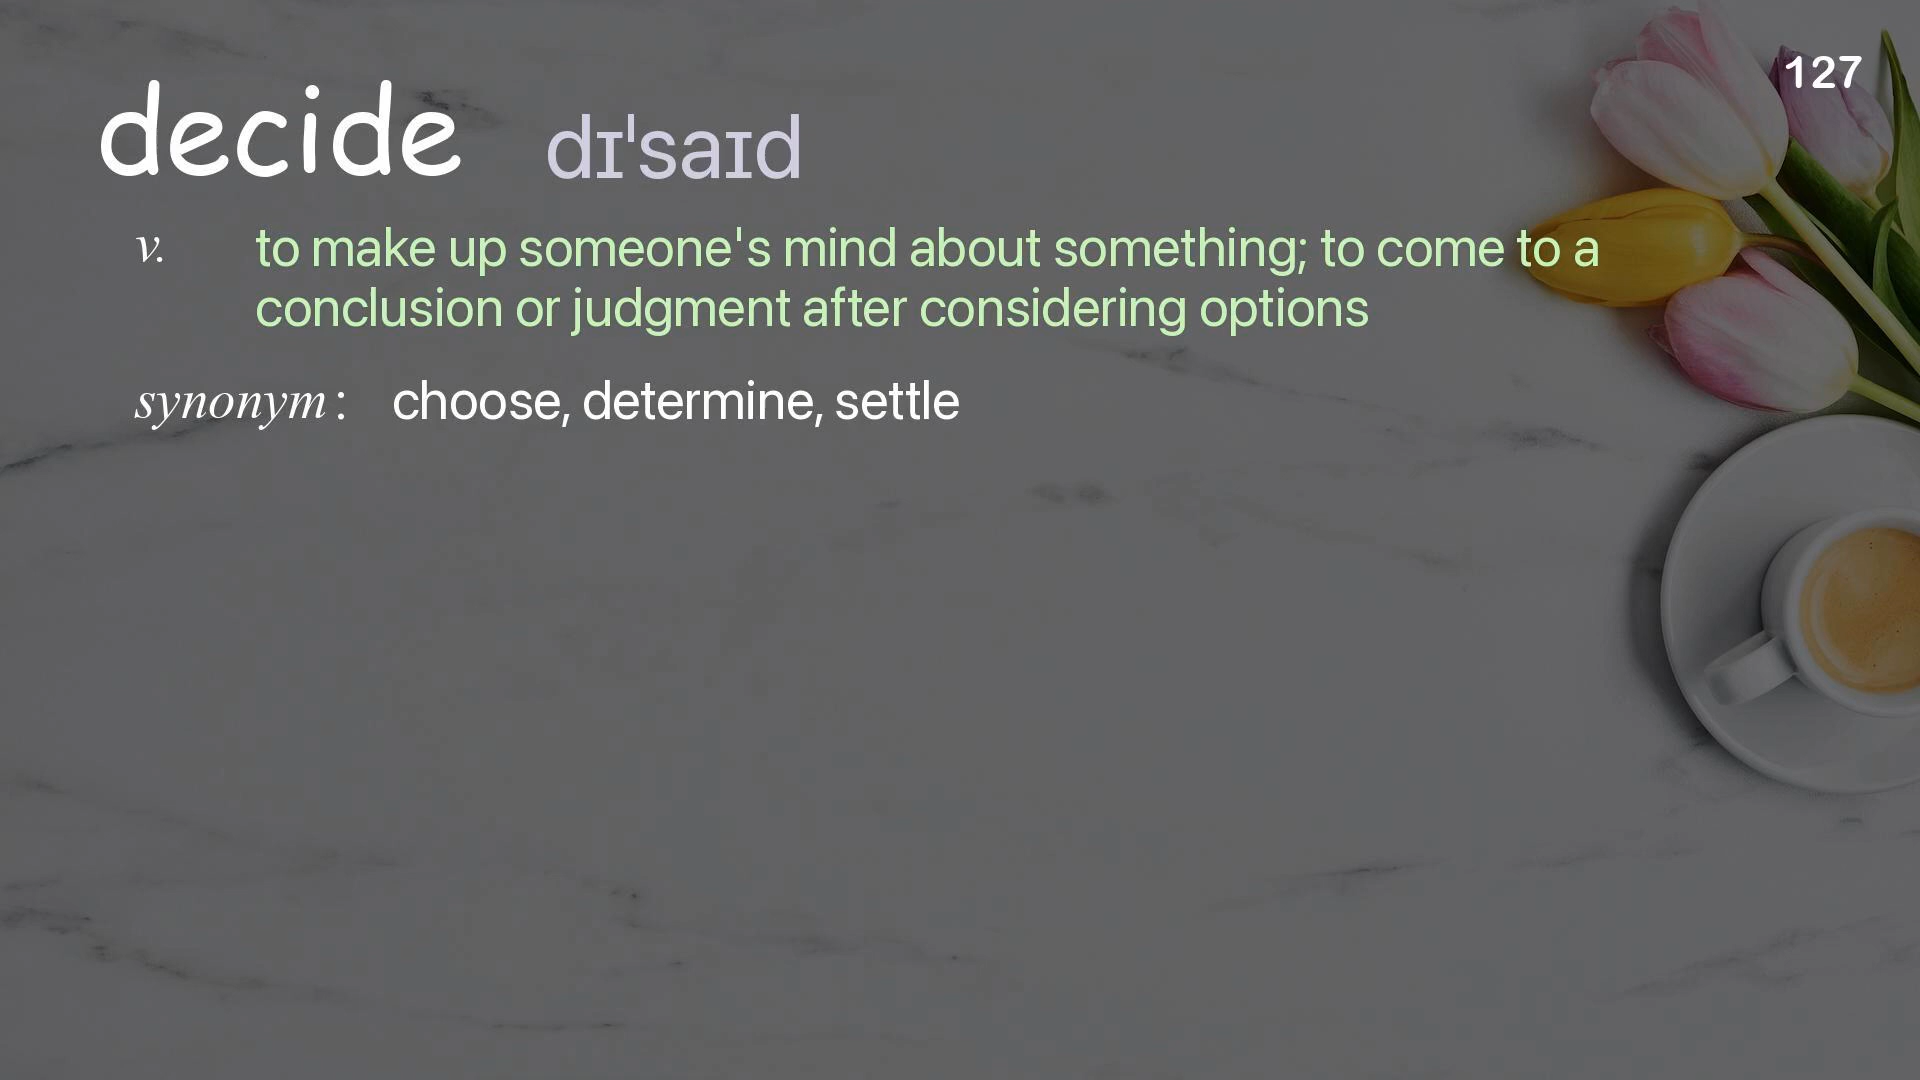 127
decide dɪˈsaɪd
v. to make up someone's mind about something; to come to a
conclusion or judgment after considering options
synonym: choose, determine, settle